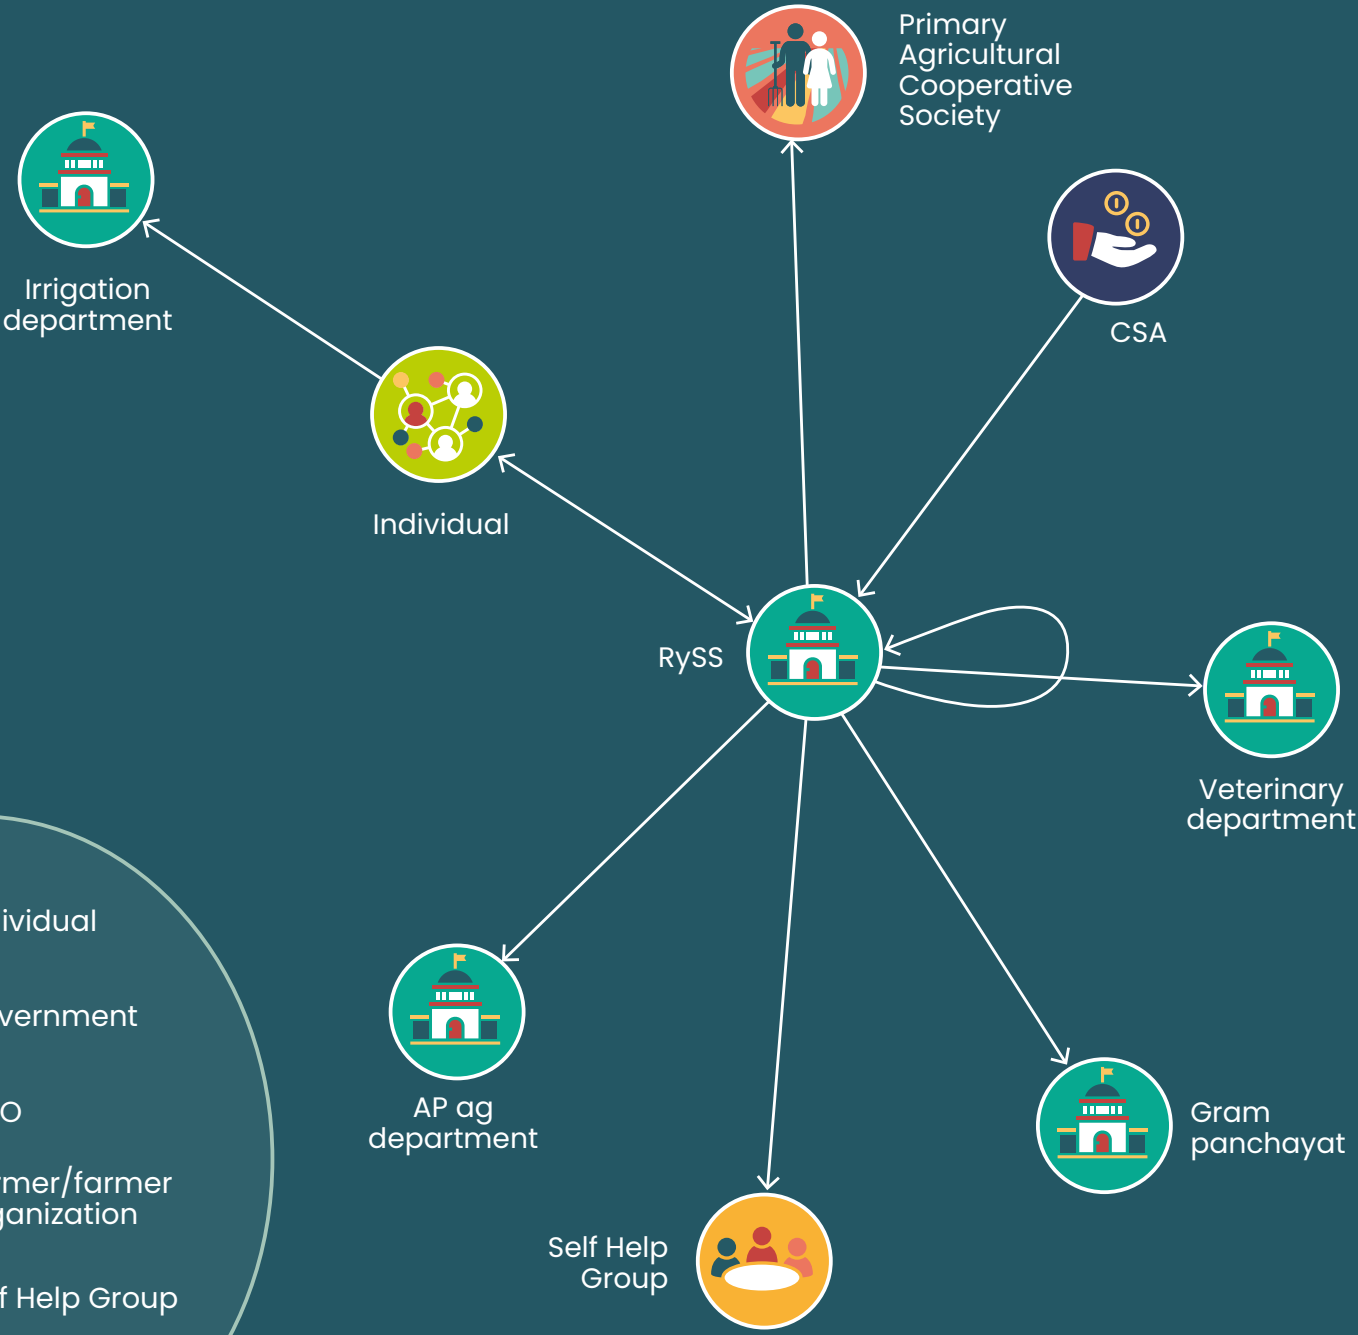 Primary
Agricultural
Cooperative
Society
Irrigation
department
CSA
Individual
RySS
Veterinary
department
ividual
vernment
O
AP ag
department
Gram
panchayat
rmer/farmer
ganization
Self Help
Group
f Help Group